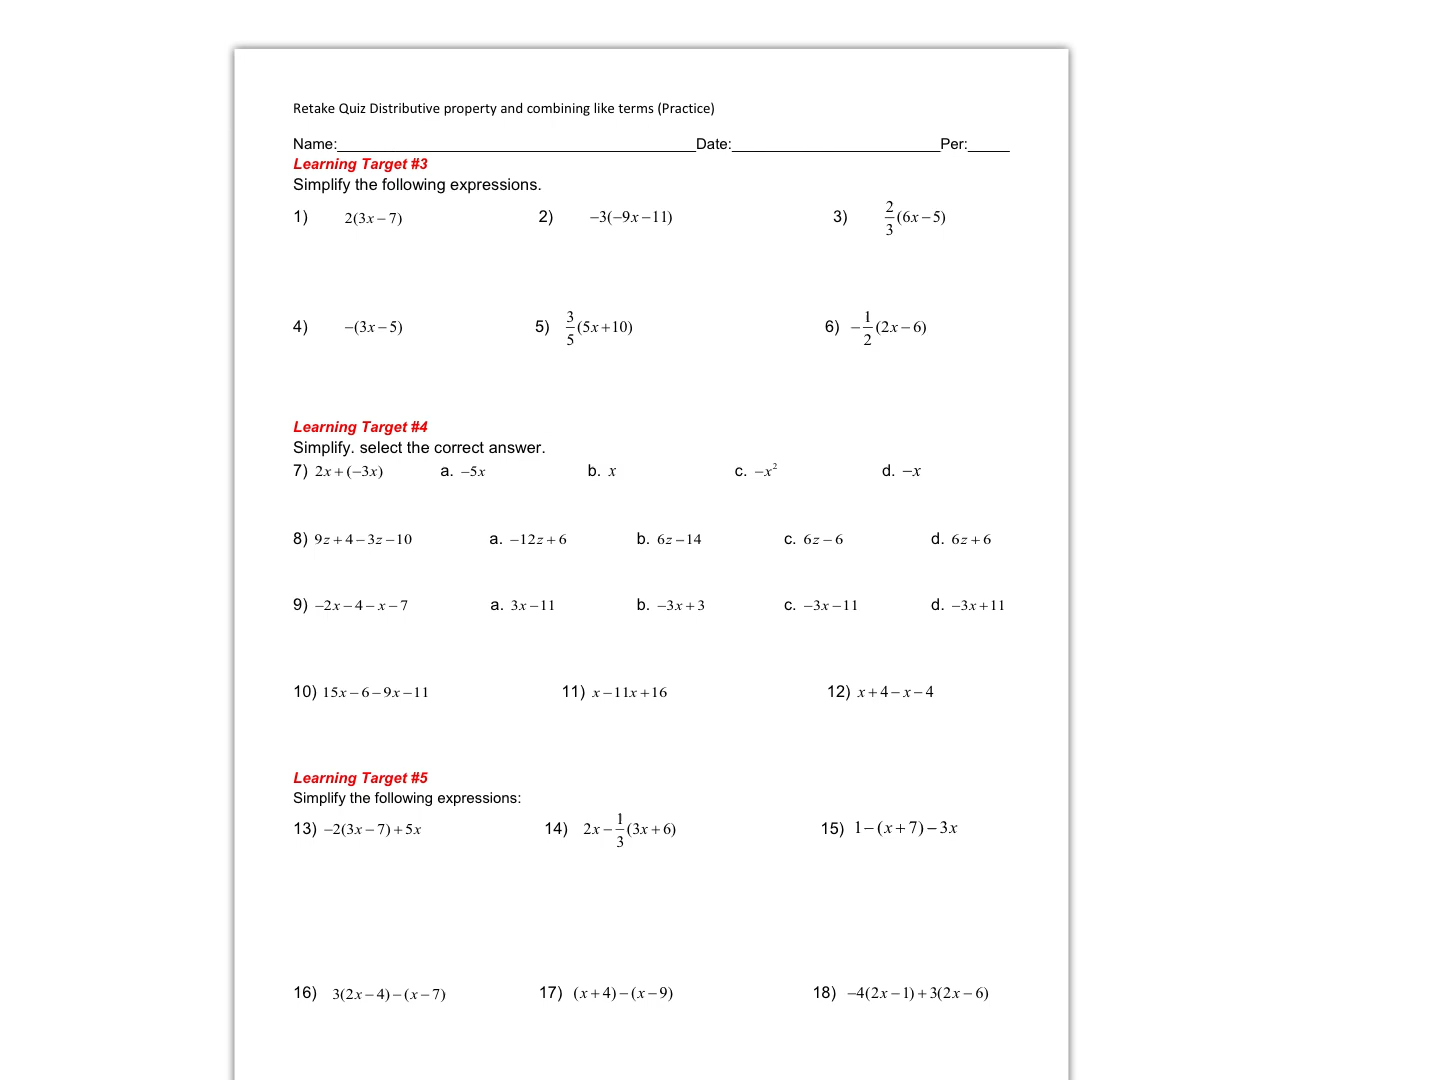 Retake Quiz Distributive property and combining like terms (Practice)
Name:___________________________________________Date:_________________________Per:_____
Learning Target #3
Simplify the following expressions.
1) 2(3x − 7) 2) −3(−9x − 11) 3) 2/3(6x − 5)
4) −(3x − 5) 5) 3/5(5x + 10) 6) −1/2(2x − 6)
Learning Target #4
Simplify. select the correct answer.
7) 2x + (−3x) a. −5x b. x c. −x² d. −x
8) 9z + 4 − 3z − 10 a. −12z + 6 b. 6z − 14 c. 6z − 6 d. 6z + 6
9) −2x − 4 − x − 7 a. 3x − 11 b. −3x + 3 c. −3x − 11 d. −3x + 11
10) 15x − 6 − 9x − 11 11) x − 11x + 16 12) x + 4 − x − 4
Learning Target #5
Simplify the following expressions:
13) −2(3x − 7) + 5x 14) 2x − 1/3(3x + 6) 15) 1 − (x + 7) − 3x
16) 3(2x − 4) − (x − 7) 17) (x + 4) − (x − 9) 18) −4(2x − 1) + 3(2x − 6)